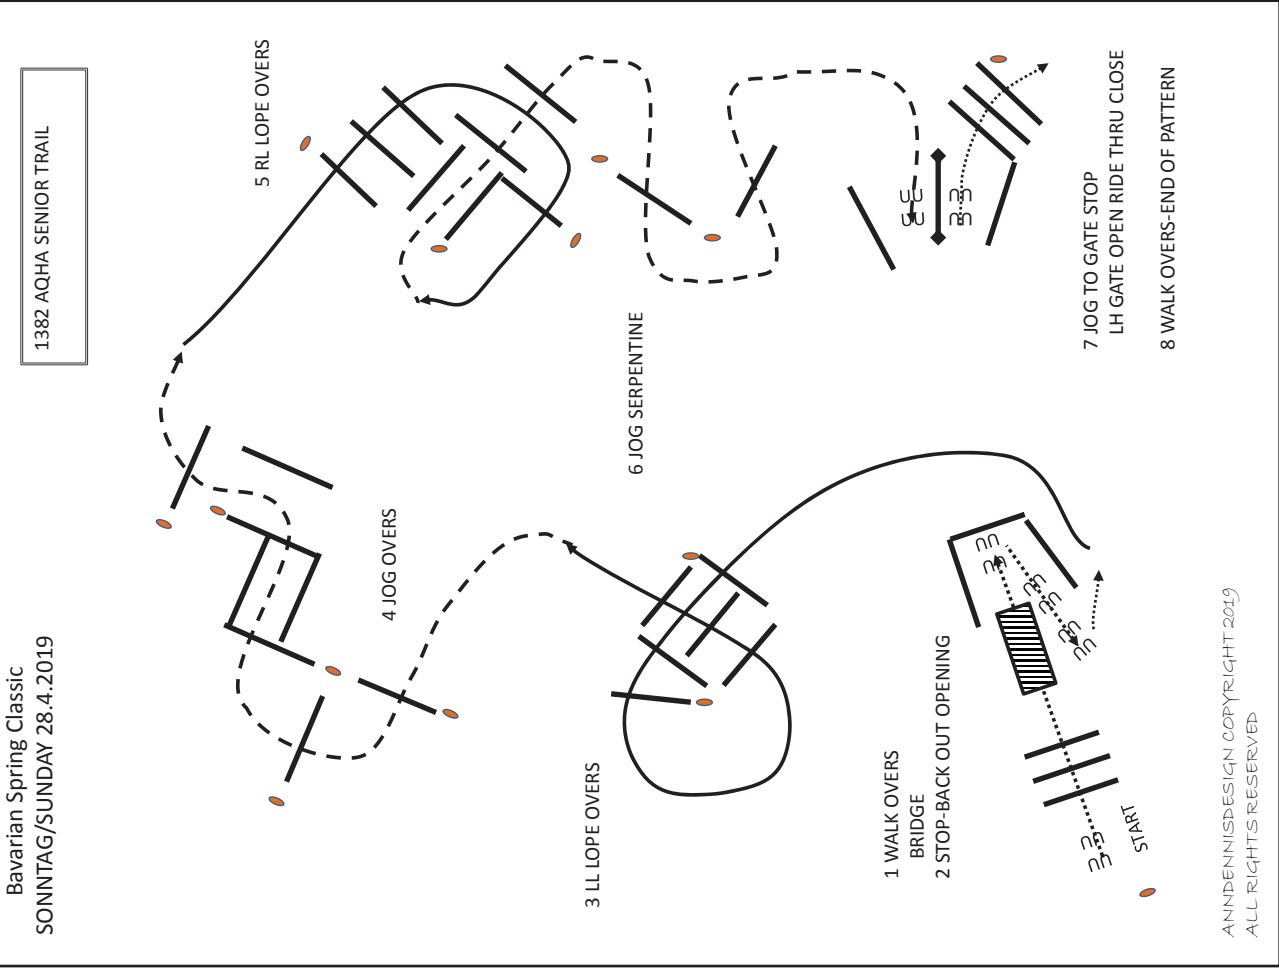 Bavarian Spring Classic
SONNTAG/SUNDAY 28.4.2019
1382 AQHA SENIOR TRAIL
5 RL LOPE OVERS
4 JOG OVERS
6 JOG SERPENTINE
3 LL LOPE OVERS
1 WALK OVERS
BRIDGE
2 STOP-BACK OUT OPENING
START
7 JOG TO GATE STOP
LH GATE OPEN RIDE THRU CLOSE
8 WALK OVERS-END OF PATTERN
ANNDENNISDESIGN COPYRIGHT 2019
ALL RIGHTS RESERVED